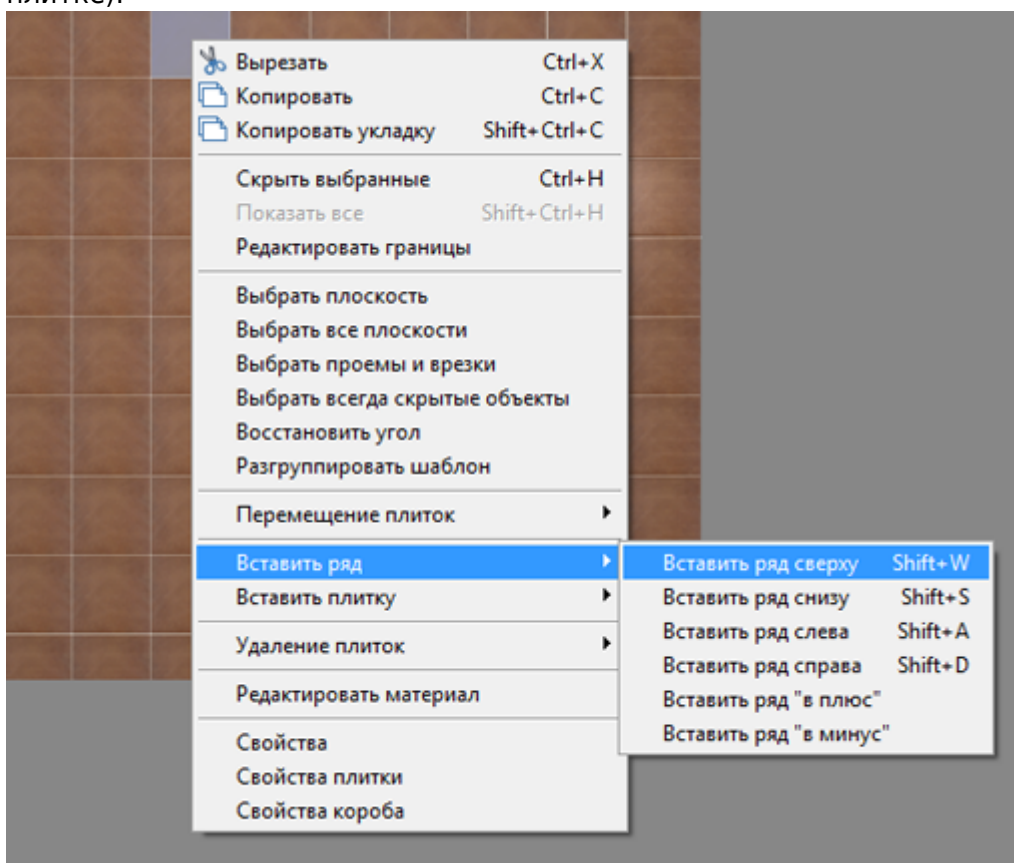 плитке).
Вырезать Ctrl+X
Копировать Ctrl+C
Копировать укладку Shift+Ctrl+C
Скрыть выбранные Ctrl+H
Показать все Shift+Ctrl+H
Редактировать границы
Выбрать плоскость
Выбрать все плоскости
Выбрать проемы и врезки
Выбрать всегда скрытые объекты
Восстановить угол
Разгруппировать шаблон
Перемещение плиток
Вставить ряд
Вставить плитку
Удаление плиток
Редактировать материал
Свойства
Свойства плитки
Свойства короба
Вставить ряд сверху Shift+W
Вставить ряд снизу Shift+S
Вставить ряд слева Shift+A
Вставить ряд справа Shift+D
Вставить ряд "в плюс"
Вставить ряд "в минус"